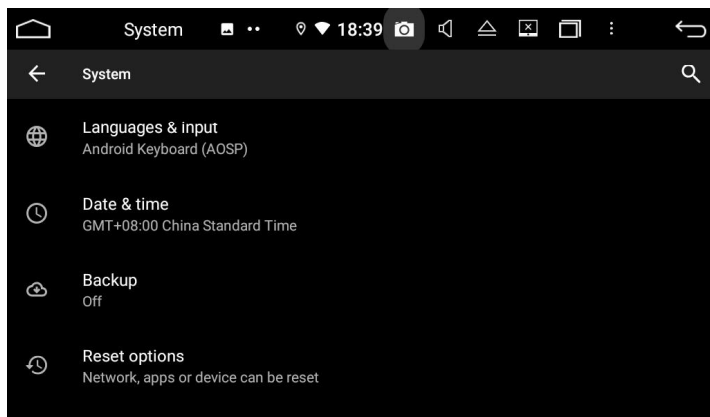 System 18:39
System
Languages & input
Android Keyboard (AOSP)
Date & time
GMT+08:00 China Standard Time
Backup
Off
Reset options
Network, apps or device can be reset